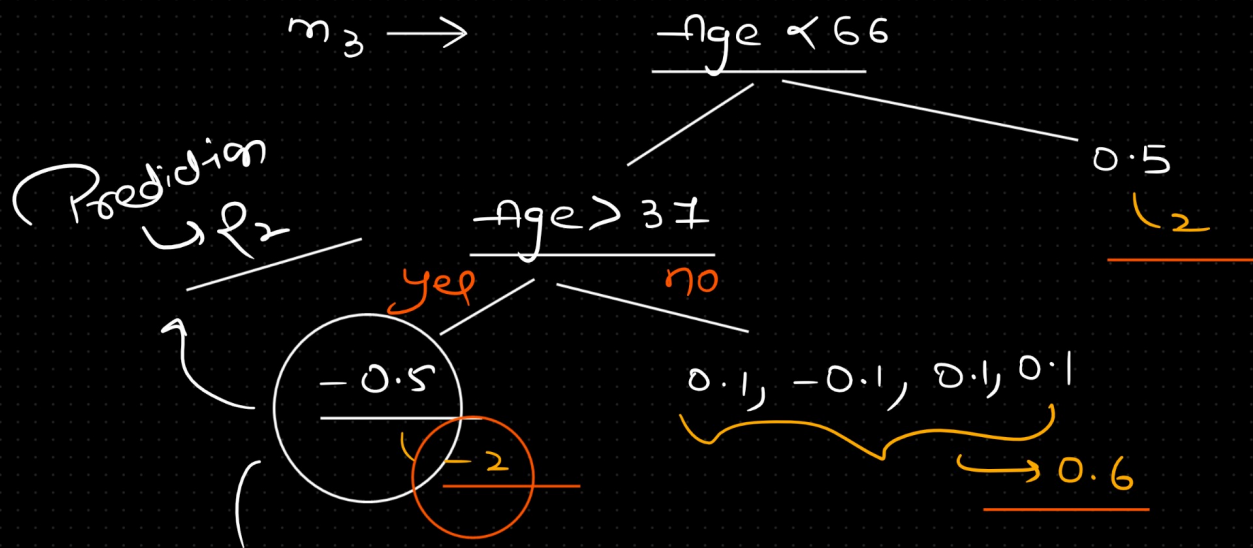 m3 → Age < 66
Prediction
↳ P2
0.5
2
Age > 37
yes no
-0.5
-2
0.1, -0.1, 0.1, 0.1
→ 0.6